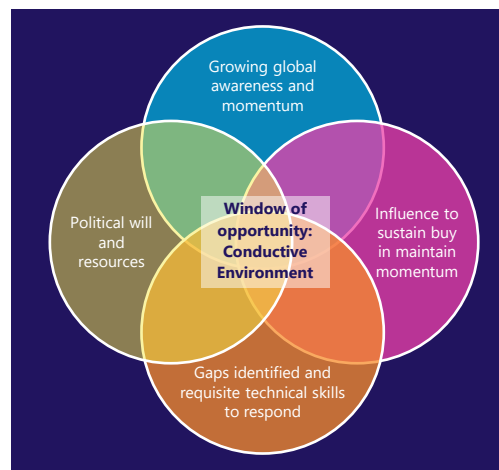 Growing global
awareness and
momentum
Political will
and
resources
Window of
opportunity:
Conductive
Environment
Influence to
sustain buy
in maintain
momentum
Gaps identified and
requisite technical skills
to respond